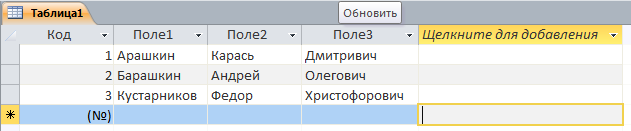 Таблица1 Обновить
Код Поле1 Поле2 Поле3 Щелкните для добавления
1 Арашкин Карась Дмитривич
2 Барашкин Андрей Олегович
3 Кустарников Федор Христофорович
* (№)